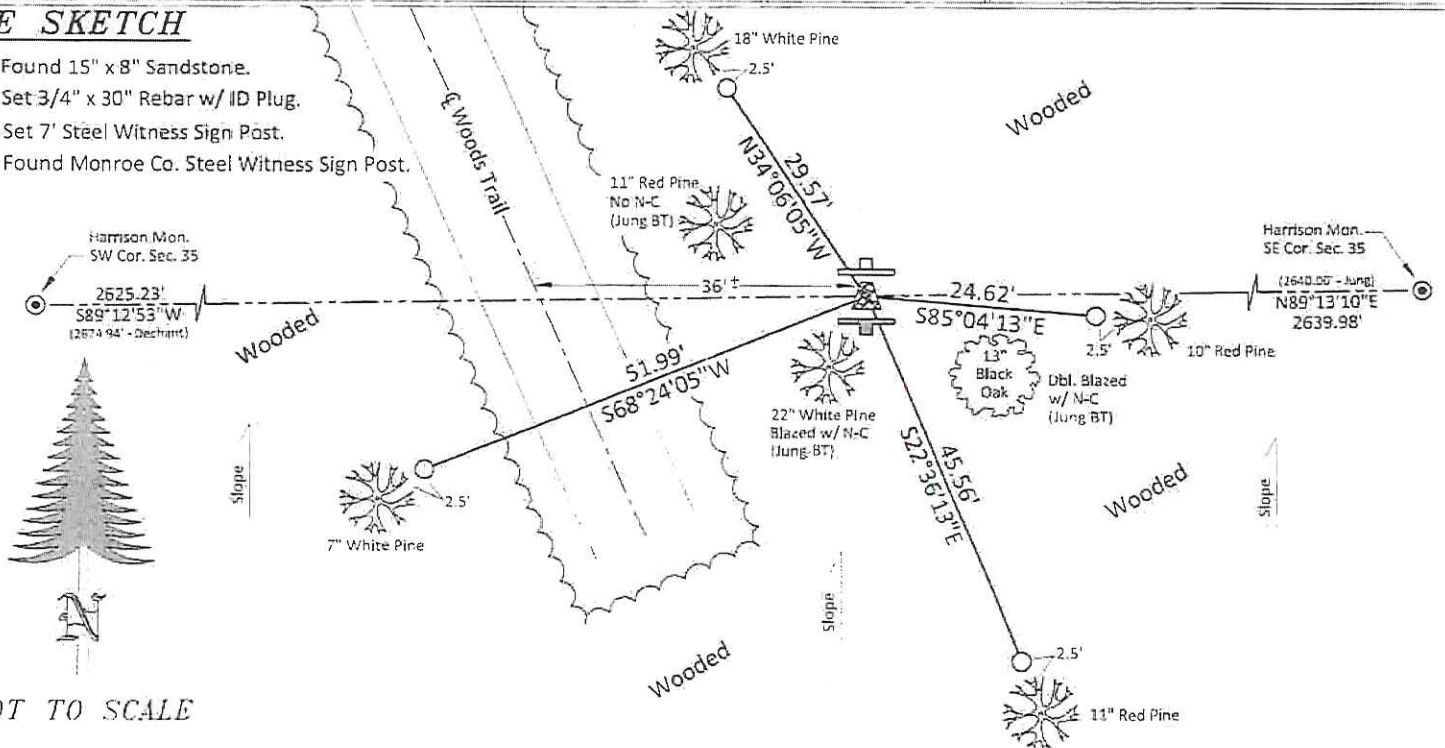 E SKETCH
Found 15" x 8" Sandstone.
Set 3/4" x 30" Rebar w/ ID Plug.
Set 7' Steel Witness Sign Post.
Found Monroe Co. Steel Witness Sign Post.
18" White Pine
2.5'
Wooded
℄ Woods Trail
29.57'
N34°06'05"W
11" Red Pine
No N-C
(Jung BT)
Harrison Mon.
SW Cor. Sec. 35
2625.23'
S89°12'53"W
(2674.94' - Dechant)
Harrison Mon.
SE Cor. Sec. 35
(2640.00' - Jung)
N89°13'10"E
2639.98'
36'±
24.62'
S85°04'13"E
2.5'
10" Red Pine
Wooded
51.99'
S68°24'05"W
13"
Black
Oak
Dbl. Blazed
w/ N-C
(Jung BT)
22" White Pine
Blazed w/ N-C
(Jung BT)
45.56'
S22°36'13"E
Wooded
Slope
Slope
2.5'
7" White Pine
Slope
N
Wooded
2.5'
11" Red Pine
OT TO SCALE